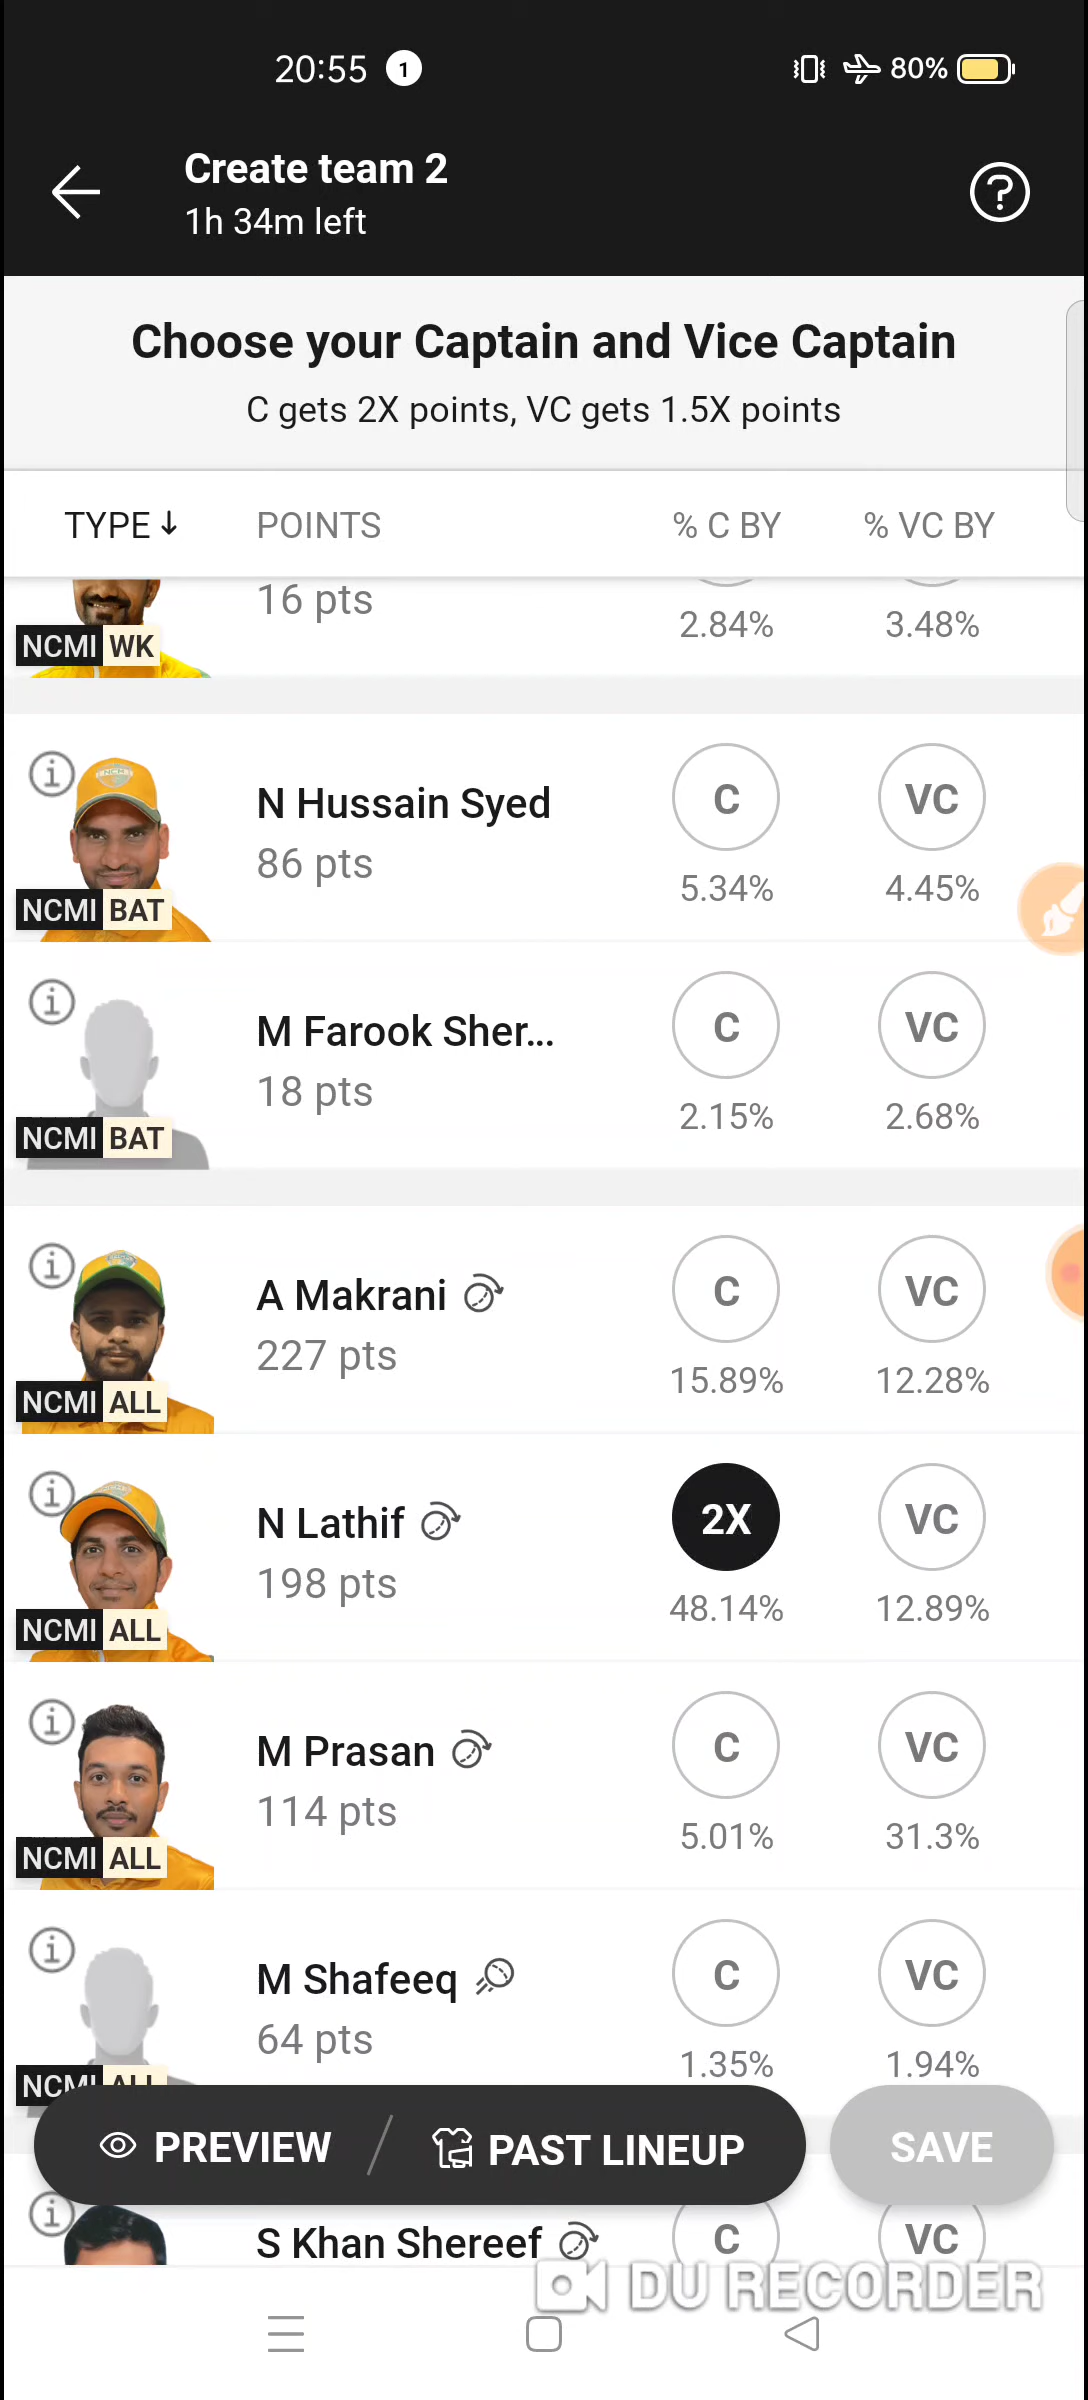 20:55 1 80%
Create team 2
1h 34m left
Choose your Captain and Vice Captain
C gets 2X points, VC gets 1.5X points
TYPE POINTS % C BY % VC BY
16 pts
2.84% 3.48%
NCMI WK
N Hussain Syed C VC
86 pts
5.34% 4.45%
NCMI BAT
M Farook Sher... C VC
18 pts
2.15% 2.68%
NCMI BAT
A Makrani C VC
227 pts
15.89% 12.28%
NCMI ALL
N Lathif 2X VC
198 pts
48.14% 12.89%
NCMI ALL
M Prasan C VC
114 pts
5.01% 31.3%
NCMI ALL
M Shafeeq C VC
64 pts
1.35% 1.94%
NCMI ALL
PREVIEW PAST LINEUP SAVE
S Khan Shereef C VC
DU RECORDER